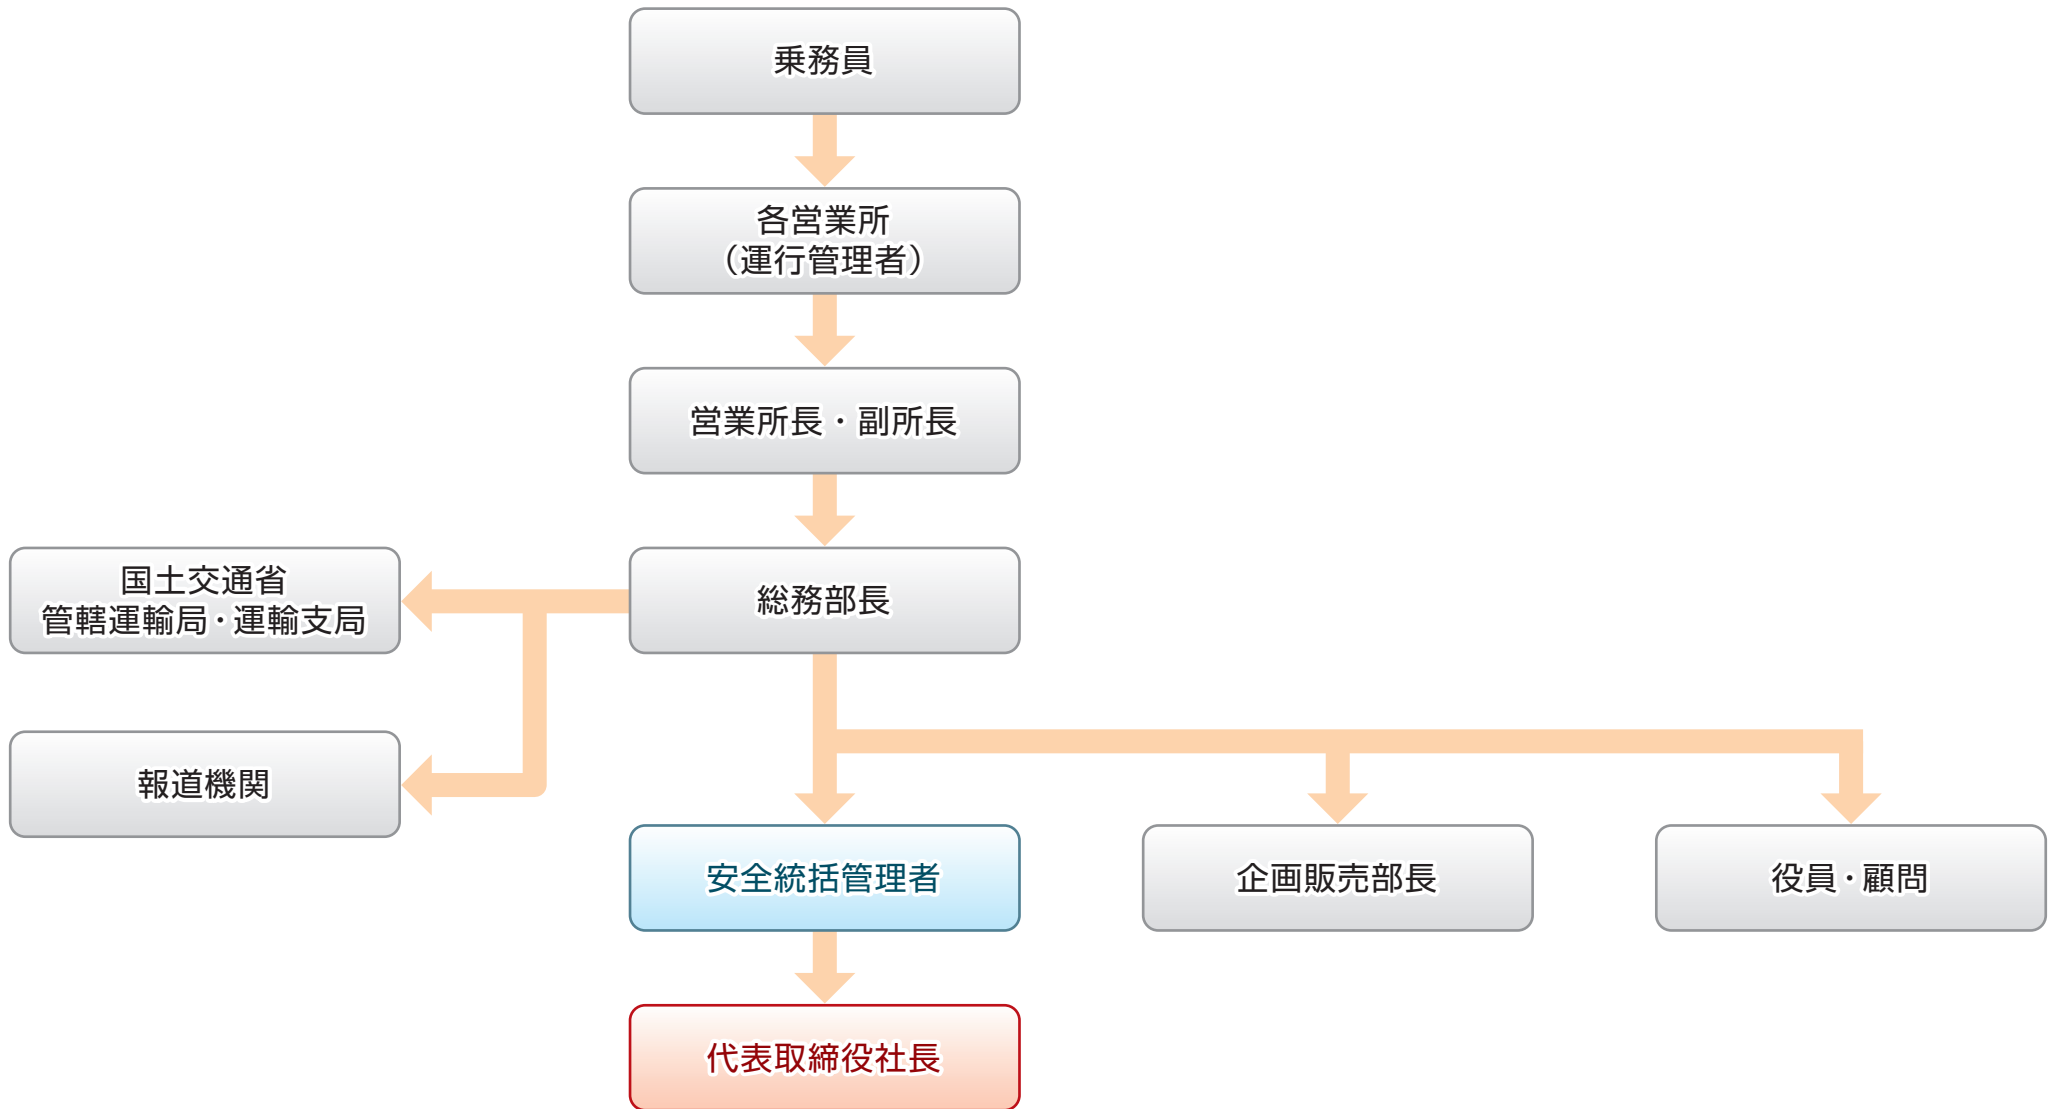 乗務員
各営業所
（運行管理者）
営業所長・副所長
国土交通省
管轄運輸局・運輸支局
総務部長
報道機関
安全統括管理者
企画販売部長
役員・顧問
代表取締役社長